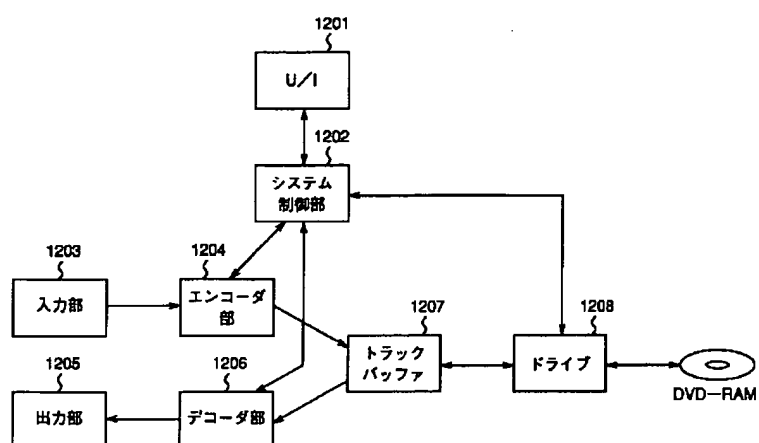 1201
U/I
1202
システム
制御部
1203
入力部
1204
エンコーダ
部
1207
トラック
バッファ
1208
ドライブ
DVD-RAM
1205
出力部
1206
デコーダ部